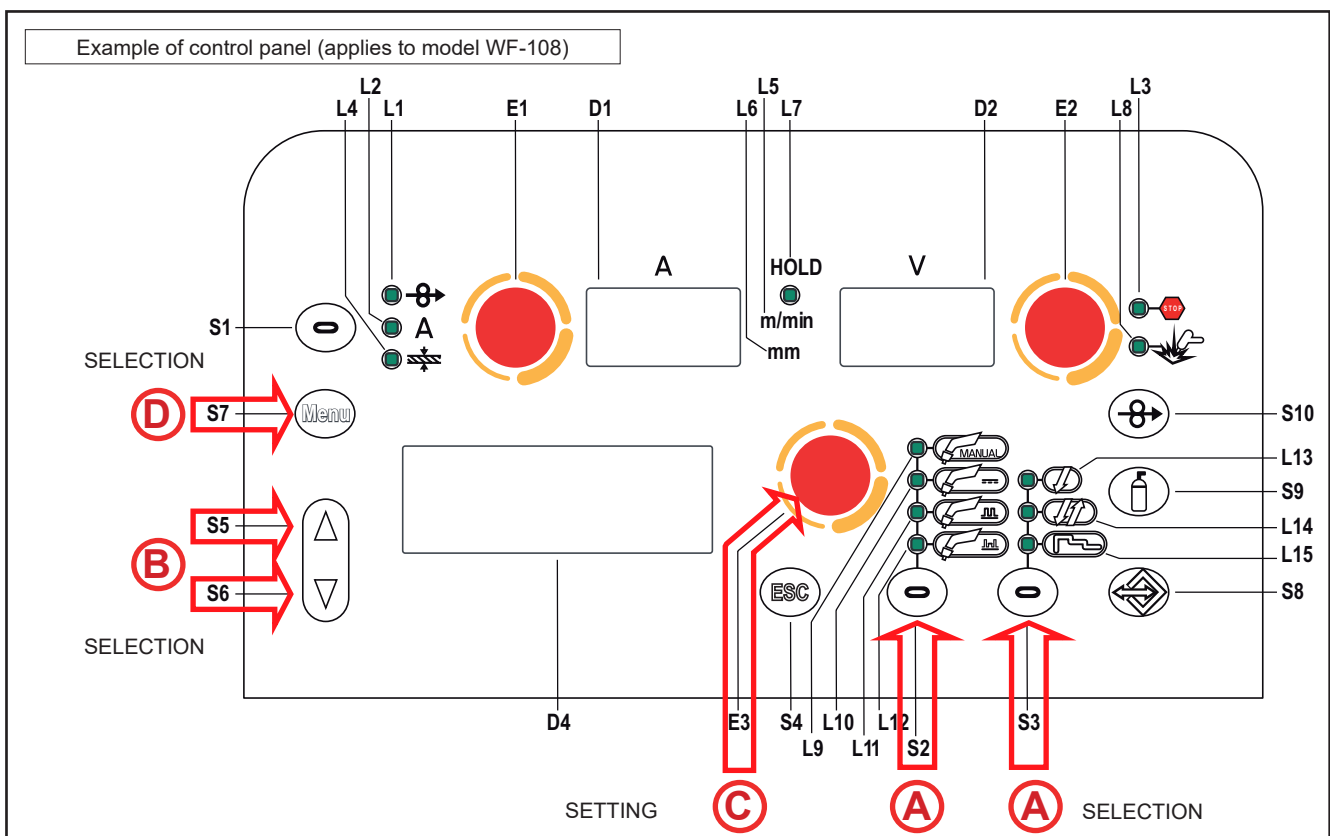 Example of control panel (applies to model WF-108)
L2 L5 L3
L4 L1 E1 D1 L6 L7 D2 E2 L8
A HOLD V
STOP
m/min
S1 A
mm
SELECTION
D S7 Menu S10
MANUAL L13
S9
S5 L14
B L15
S6 ESC S8
SELECTION
D4 E3 S4 L10 L12 S3
L9 L11 S2
SETTING C A A SELECTION